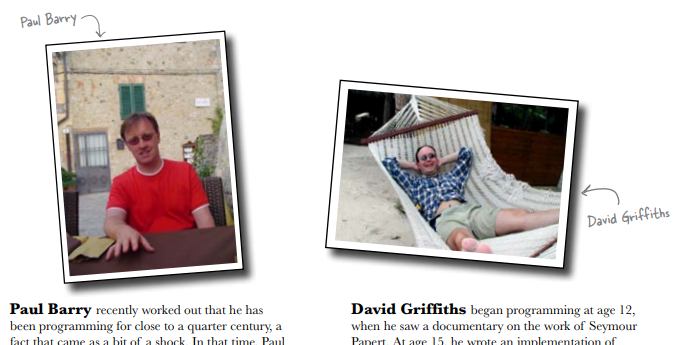 Paul Barry
David Griffiths
Paul Barry recently worked out that he has
been programming for close to a quarter century, a
fact that came as a bit of a shock. In that time, Paul
David Griffiths began programming at age 12,
when he saw a documentary on the work of Seymour
Papert. At age 15, he wrote an implementation of